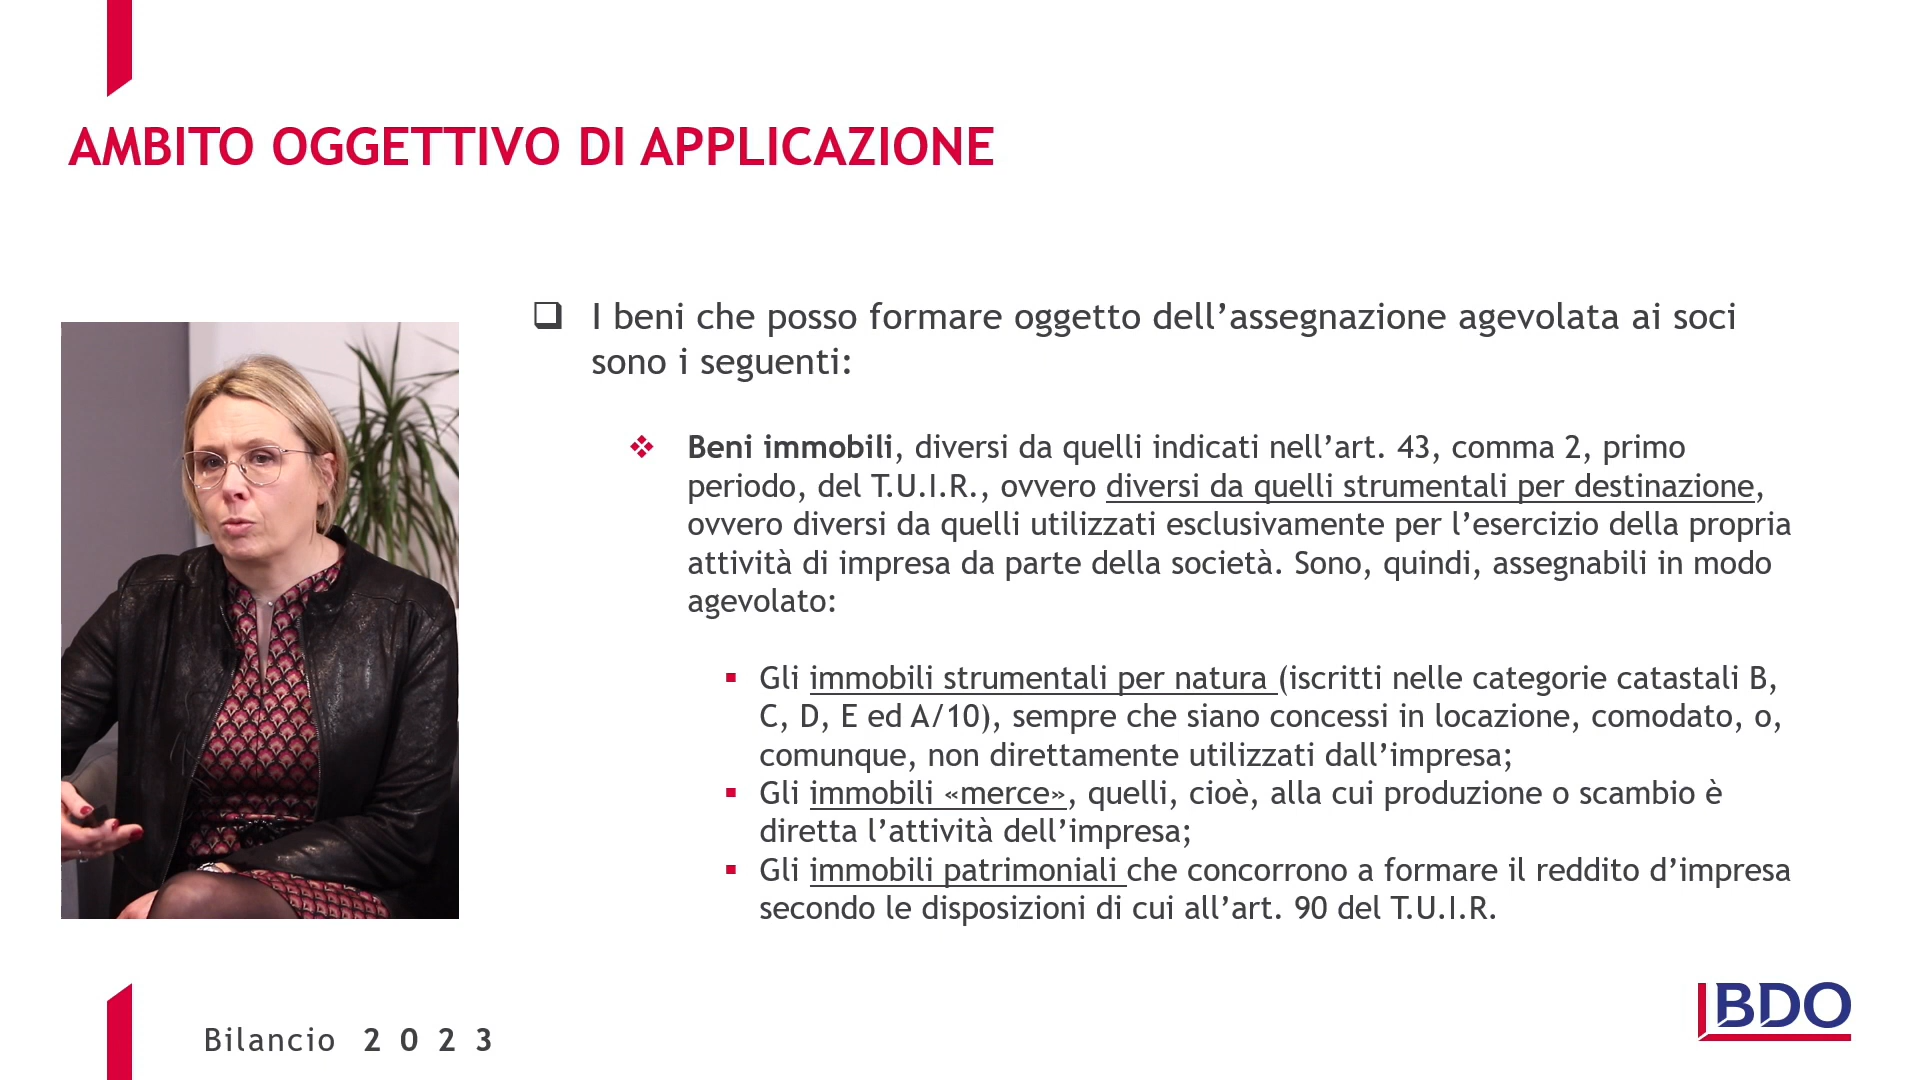 AMBITO OGGETTIVO DI APPLICAZIONE
I beni che posso formare oggetto dell’assegnazione agevolata ai soci
sono i seguenti:
Beni immobili, diversi da quelli indicati nell’art. 43, comma 2, primo
periodo, del T.U.I.R., ovvero diversi da quelli strumentali per destinazione,
ovvero diversi da quelli utilizzati esclusivamente per l’esercizio della propria
attività di impresa da parte della società. Sono, quindi, assegnabili in modo
agevolato:
Gli immobili strumentali per natura (iscritti nelle categorie catastali B,
C, D, E ed A/10), sempre che siano concessi in locazione, comodato, o,
comunque, non direttamente utilizzati dall’impresa;
Gli immobili «merce», quelli, cioè, alla cui produzione o scambio è
diretta l’attività dell’impresa;
Gli immobili patrimoniali che concorrono a formare il reddito d’impresa
secondo le disposizioni di cui all’art. 90 del T.U.I.R.
Bilancio 2023
BDO